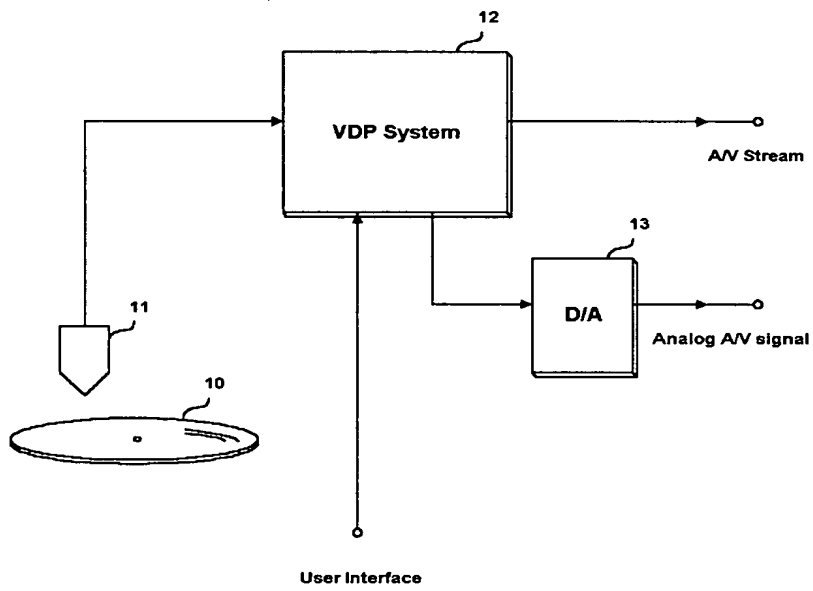 12
VDP System
A/V Stream
13
D/A
Analog A/V signal
11
10
User Interface